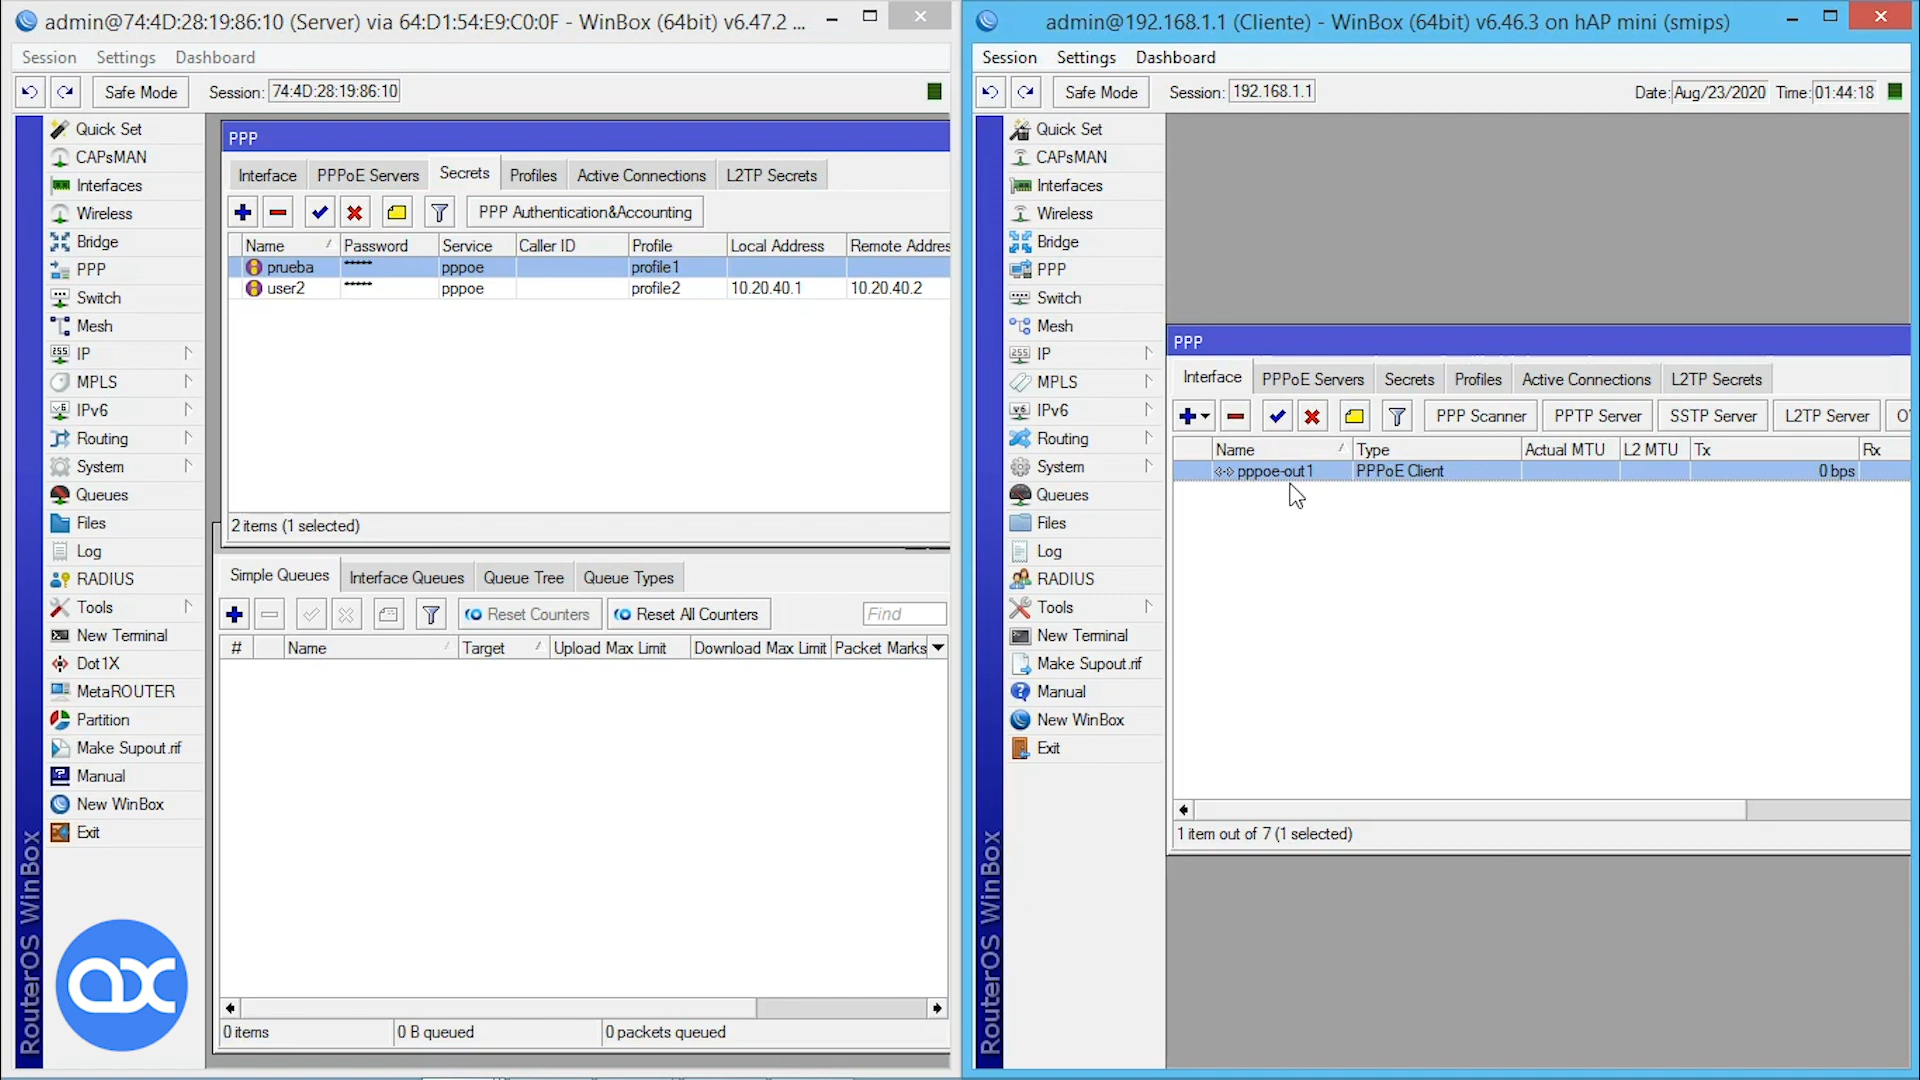 admin@74:4D:28:19:86:10 (Server) via 64:D1:54:E9:C0:0F - WinBox (64bit) v6.47.2 ...
Session Settings Dashboard
Safe Mode Session: 74:4D:28:19:86:10
Quick Set
CAPsMAN
Interfaces
Wireless
Bridge
PPP
Switch
Mesh
IP
MPLS
IPv6
Routing
System
Queues
Files
Log
RADIUS
Tools
New Terminal
Dot1X
MetaROUTER
Partition
Make Supout.rif
Manual
New WinBox
Exit
RouterOS WinBox
PPP
Interface PPPoE Servers Secrets Profiles Active Connections L2TP Secrets
PPP Authentication&Accounting
Name Password Service Caller ID Profile Local Address Remote Addres
prueba ***** pppoe profile1
user2 ***** pppoe profile2 10.20.40.1 10.20.40.2
2 items (1 selected)
Simple Queues Interface Queues Queue Tree Queue Types
Reset Counters Reset All Counters Find
# Name Target Upload Max Limit Download Max Limit Packet Marks
0 items 0 B queued 0 packets queued
admin@192.168.1.1 (Cliente) - WinBox (64bit) v6.46.3 on hAP mini (smips)
Session Settings Dashboard
Safe Mode Session: 192.168.1.1 Date: Aug/23/2020 Time: 01:44:18
Quick Set
CAPsMAN
Interfaces
Wireless
Bridge
PPP
Switch
Mesh
IP
MPLS
IPv6
Routing
System
Queues
Files
Log
RADIUS
Tools
New Terminal
Make Supout.rif
Manual
New WinBox
Exit
RouterOS WinBox
PPP
Interface PPPoE Servers Secrets Profiles Active Connections L2TP Secrets
PPP Scanner PPTP Server SSTP Server L2TP Server
Name Type Actual MTU L2 MTU Tx Rx
pppoe-out1 PPPoE Client 0 bps
1 item out of 7 (1 selected)